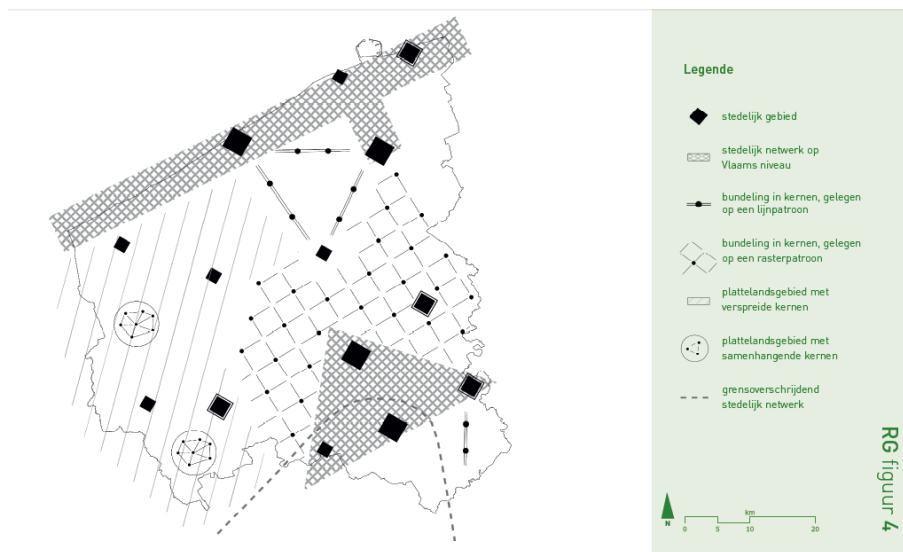 Legende
stedelijk gebied
stedelijk netwerk op
Vlaams niveau
bundeling in kernen, gelegen
op een lijnpatroon
bundeling in kernen, gelegen
op een rasterpatroon
plattelandsgebied met
verspreide kernen
plattelandsgebied met
samenhangende kernen
grensoverschrijdend
stedelijk netwerk
RG figuur 4
N
km
0 5 10 20